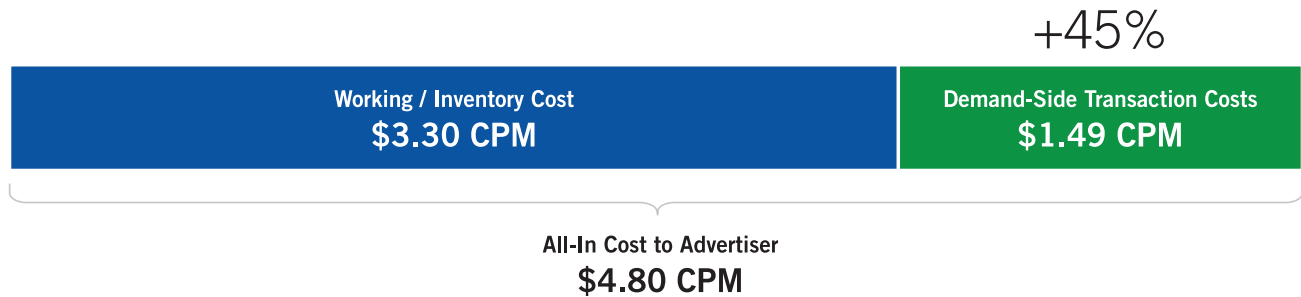 +45%
Working / Inventory Cost
$3.30 CPM
Demand-Side Transaction Costs
$1.49 CPM
All-In Cost to Advertiser
$4.80 CPM